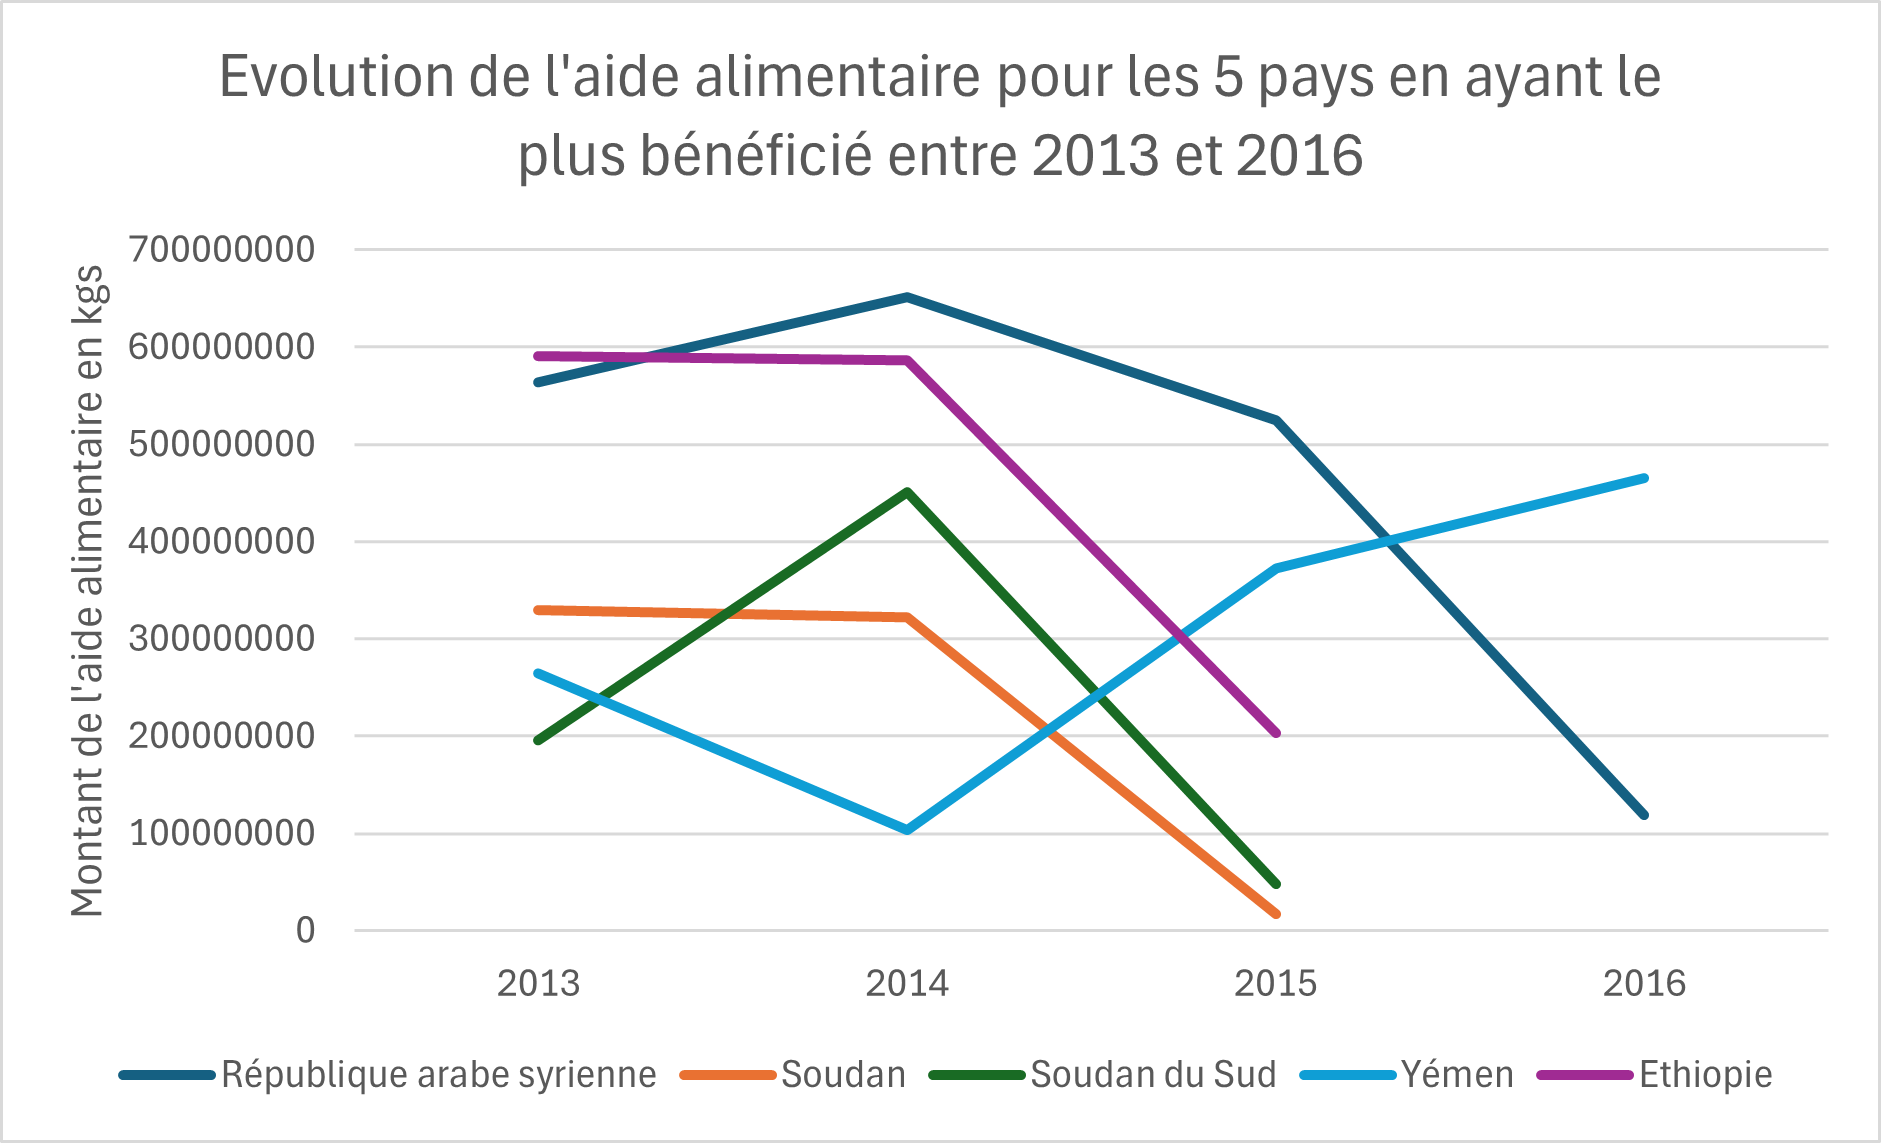 Evolution de l'aide alimentaire pour les 5 pays en ayant le
plus bénéficié entre 2013 et 2016
Montant de l'aide alimentaire en kgs
700000000
600000000
500000000
400000000
300000000
200000000
100000000
0
2013 2014 2015 2016
République arabe syrienne Soudan Soudan du Sud Yémen Ethiopie